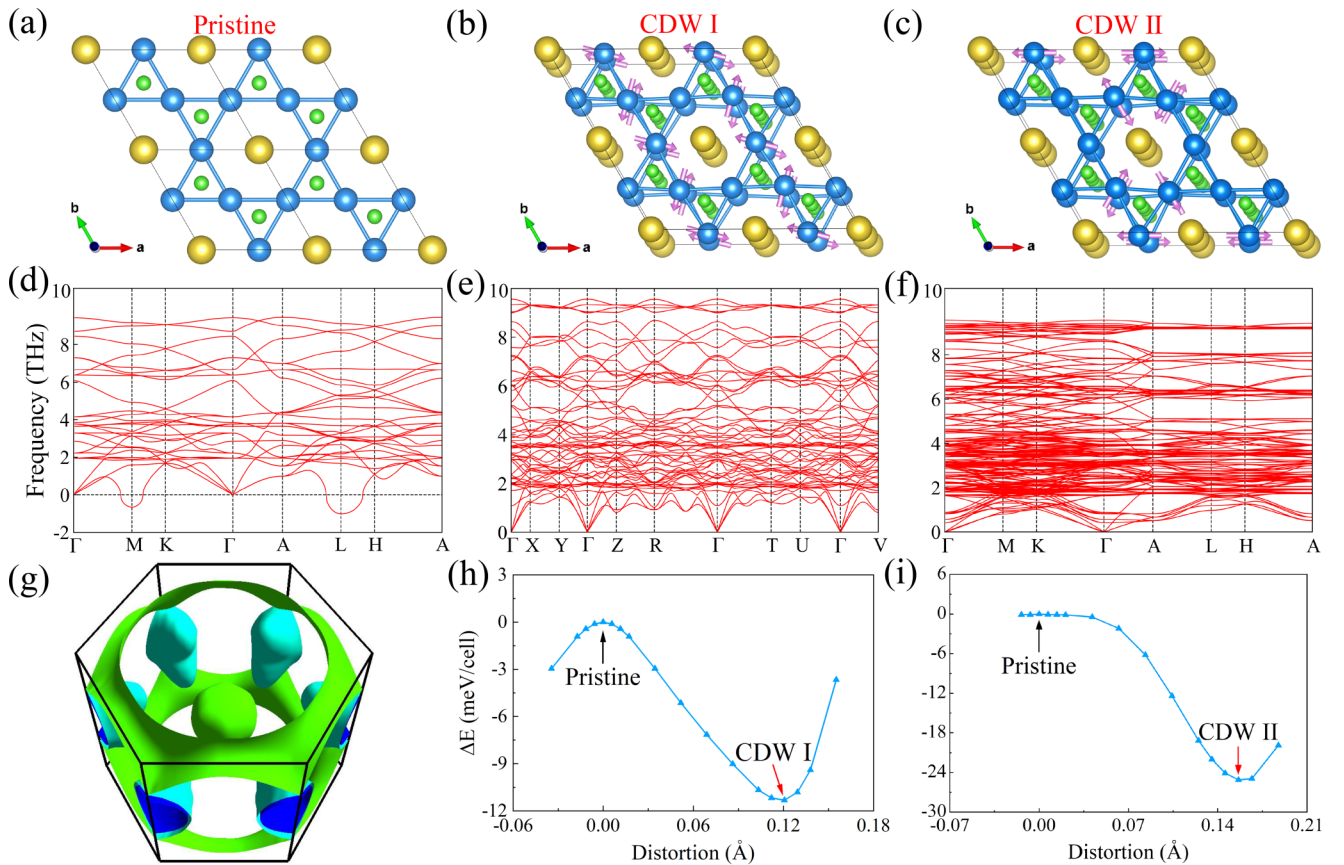 (a) Pristine
b
a
(b) CDW I
b
a
(c) CDW II
b
a
(d)
Frequency (THz)
10
8
6
4
2
0
-2
Γ M K Γ A L H A
(e)
10
8
6
4
2
0
Γ X Y Γ Z R Γ T U Γ V
(f)
10
8
6
4
2
0
Γ M K Γ A L H A
(g)
(h)
ΔE (meV/cell)
3
0
-3
-6
-9
-12
Pristine
CDW I
-0.06 0.00 0.06 0.12 0.18
Distortion (Å)
(i)
6
0
-6
-12
-18
-24
-30
Pristine
CDW II
-0.07 0.00 0.07 0.14 0.21
Distortion (Å)